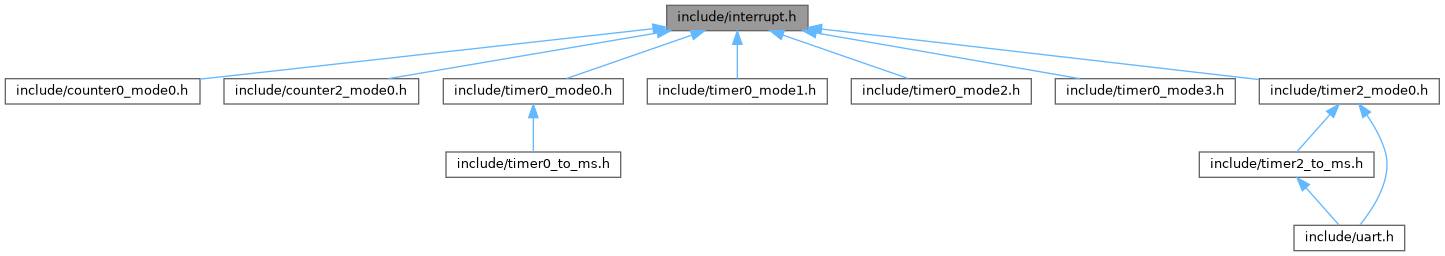 include/interrupt.h
include/counter0_mode0.h
include/counter2_mode0.h
include/timer0_mode0.h
include/timer0_mode1.h
include/timer0_mode2.h
include/timer0_mode3.h
include/timer2_mode0.h
include/timer0_to_ms.h
include/timer2_to_ms.h
include/uart.h